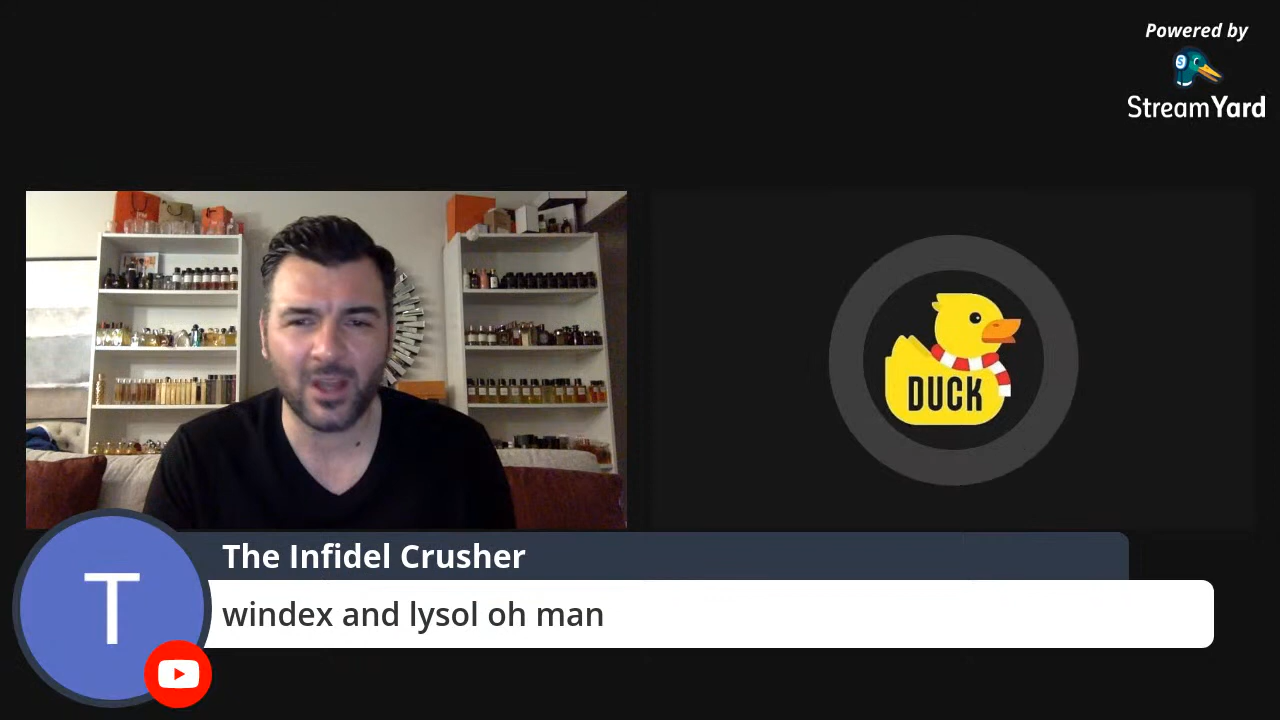 Powered by
StreamYard
DUCK
The Infidel Crusher
T
windex and lysol oh man